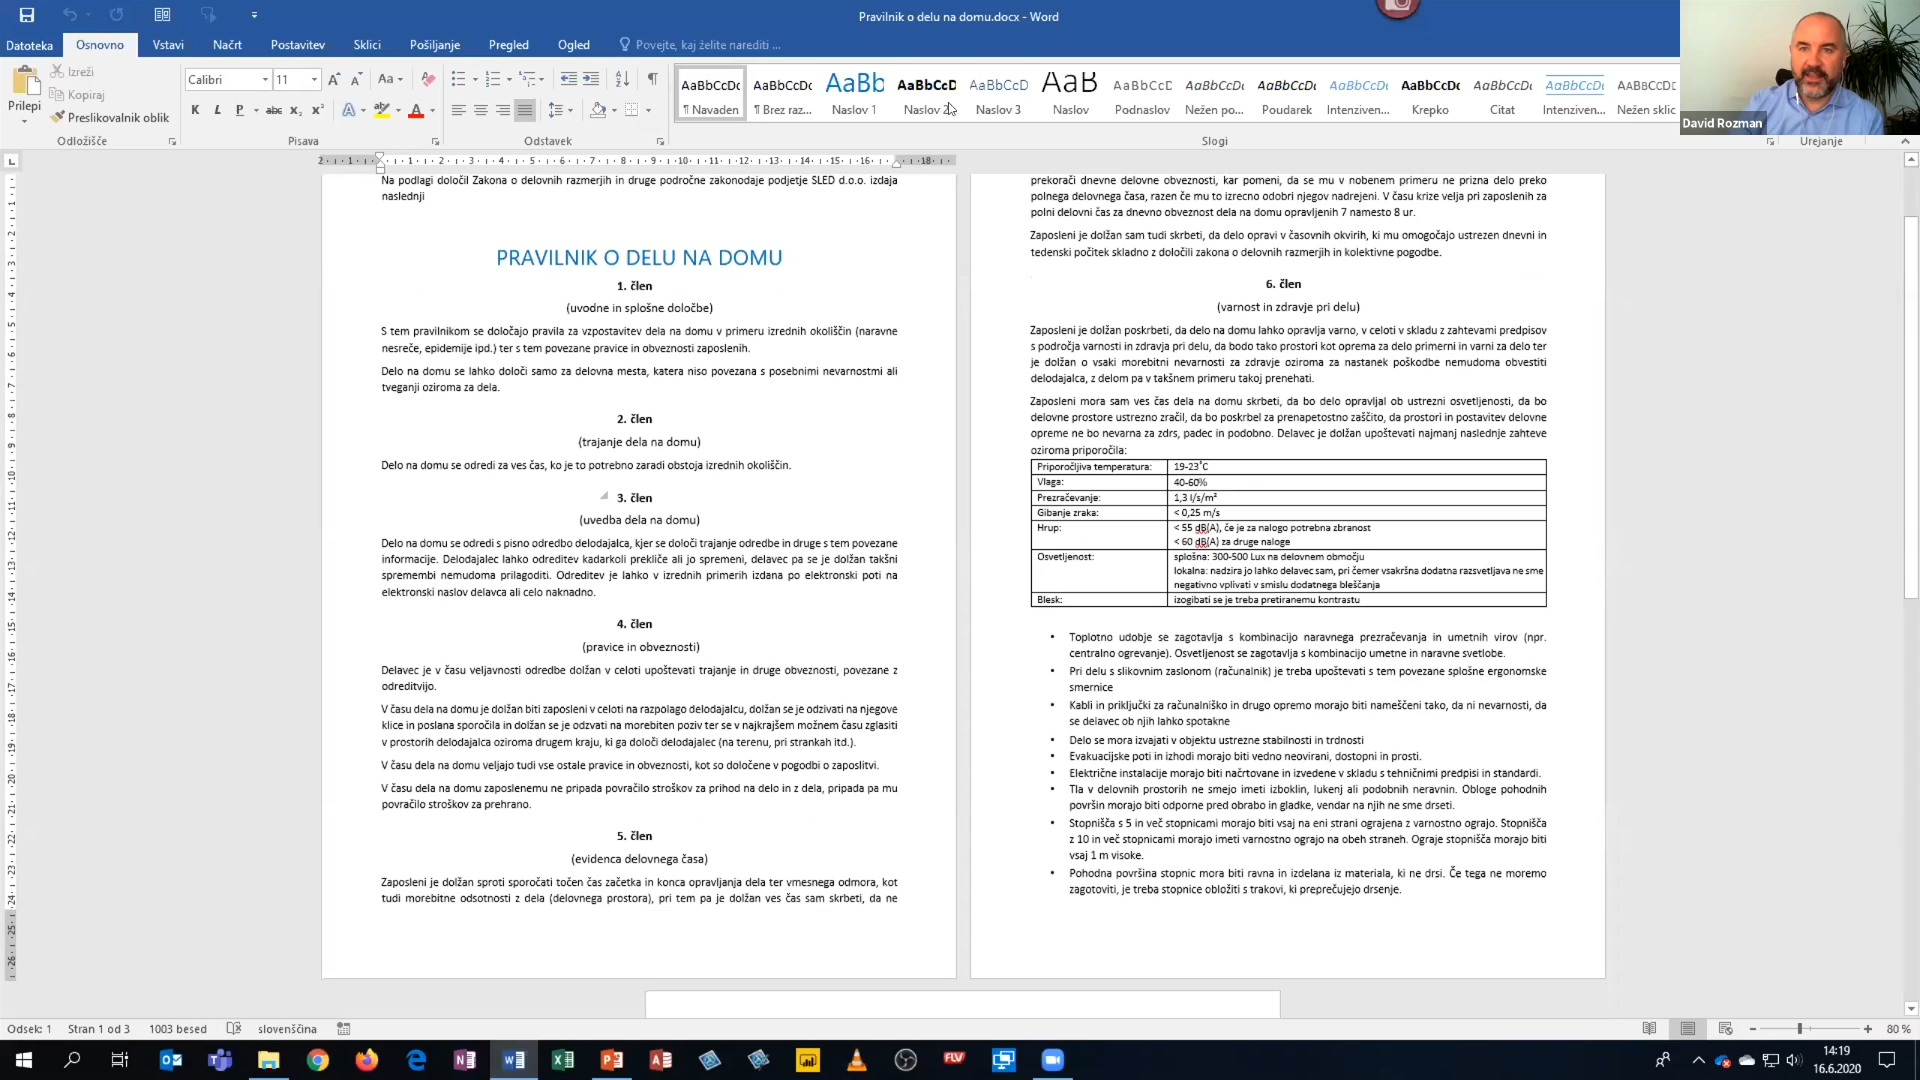 Pravilnik o delu na domu.docx - Word
Datoteka Osnovno Vstavi Načrt Postavitev Sklici Pošiljanje Pregled Ogled Povejte, kaj želite narediti ...
David Rozman
Prilepi
Izreži
Kopiraj
Preslikovalnik oblik
Calibri 11
AaBbCcDc AaBbCcDc AaBb AaBbCcD AaBbCcD AaB AaBbCcD AaBbCcDc AaBbCcDc AaBbCcDc AaBbCcDc AaBbCcDc AaBbCcDc AaBbCcDc
¶ Navaden ¶ Brez raz... Naslov 1 Naslov 2 Naslov 3 Naslov Podnaslov Nežen po... Poudarek Intenziven... Krepko Citat Intenziven... Nežen sklic
Odložišče Pisava Odstavek Slogi Urejanje
Na podlagi določil Zakona o delovnih razmerjih in druge področne zakonodaje podjetje SLED d.o.o. izdaja
naslednji
PRAVILNIK O DELU NA DOMU
1. člen
(uvodne in splošne določbe)
S tem pravilnikom se določajo pravila za vzpostavitev dela na domu v primeru izrednih okoliščin (naravne
nesreče, epidemije ipd.) ter s tem povezane pravice in obveznosti zaposlenih.
Delo na domu se lahko določi samo za delovna mesta, katera niso povezana s posebnimi nevarnostmi ali
tveganji oziroma za dela.
2. člen
(trajanje dela na domu)
Delo na domu se odredi za ves čas, ko je to potrebno zaradi obstoja izrednih okoliščin.
3. člen
(uvedba dela na domu)
Delo na domu se odredi s pisno odredbo delodajalca, kjer se določi trajanje odredbe in druge s tem povezane
informacije. Delodajalec lahko odreditev kadarkoli prekliče ali jo spremeni, delavec pa se je dolžan takšni
spremembi nemudoma prilagoditi. Odreditev je lahko v izrednih primerih izdana po elektronski poti na
elektronski naslov delavca ali celo naknadno.
4. člen
(pravice in obveznosti)
Delavec je v času veljavnosti odredbe dolžan v celoti upoštevati trajanje in druge obveznosti, povezane z
odreditvijo.
V času dela na domu je dolžan biti zaposleni v celoti na razpolago delodajalcu, dolžan se je odzivati na njegove
klice in poslana sporočila in dolžan se je odzvati na morebiten poziv ter se v najkrajšem možnem času zglasiti
v prostorih delodajalca oziroma drugem kraju, ki ga določi delodajalec (na terenu, pri strankah itd.).
V času dela na domu veljajo tudi vse ostale pravice in obveznosti, kot so določene v pogodbi o zaposlitvi.
V času dela na domu zaposlenemu ne pripada povračilo stroškov za prihod na delo in z dela, pripada pa mu
povračilo stroškov za prehrano.
5. člen
(evidenca delovnega časa)
Zaposleni je dolžan sproti sporočati točen čas začetka in konca opravljanja dela ter vmesnega odmora, kot
tudi morebitne odsotnosti z dela (delovnega prostora), pri tem pa je dolžan ves čas sam skrbeti, da ne
prekorači dnevne delovne obveznosti, kar pomeni, da se mu v nobenem primeru ne prizna delo preko
polnega delovnega časa, razen če mu to izrecno odobri njegov nadrejeni. V času krize velja pri zaposlenih za
polni delovni čas za dnevno obveznost dela na domu opravljenih 7 namesto 8 ur.
Zaposleni je dolžan sam tudi skrbeti, da delo opravi v časovnih okvirih, ki mu omogočajo ustrezen dnevni in
tedenski počitek skladno z določili zakona o delovnih razmerjih in kolektivne pogodbe.
6. člen
(varnost in zdravje pri delu)
Zaposleni je dolžan poskrbeti, da delo na domu lahko opravlja varno, v celoti v skladu z zahtevami predpisov
s področja varnosti in zdravja pri delu, da bodo tako prostori kot oprema za delo primerni in varni za delo ter
je dolžan o vsaki morebitni nevarnosti za zdravje oziroma za nastanek poškodbe nemudoma obvestiti
delodajalca, z delom pa v takšnem primeru takoj prenehati.
Zaposleni mora sam ves čas dela na domu skrbeti, da bo delo opravljal ob ustrezni osvetljenosti, da bo
delovne prostore ustrezno zračil, da bo poskrbel za prenapetostno zaščito, da prostori in postavitev delovne
opreme ne bo nevarna za zdrs, padec in podobno. Delavec je dolžan upoštevati najmanj naslednje zahteve
oziroma priporočila:
Priporočljiva temperatura: 19-23˚C
Vlaga: 40-60%
Prezračevanje: 1,3 l/s/m²
Gibanje zraka: < 0,25 m/s
Hrup: < 55 dB(A), če je za nalogo potrebna zbranost
< 60 dB(A) za druge naloge
Osvetljenost: splošna: 300-500 Lux na delovnem območju
lokalna: nadzira jo lahko delavec sam, pri čemer vsakršna dodatna razsvetljava ne sme
negativno vplivati v smislu dodatnega bleščanja
Blesk: izogibati se je treba pretiranemu kontrastu
• Toplotno udobje se zagotavlja s kombinacijo naravnega prezračevanja in umetnih virov (npr.
centralno ogrevanje). Osvetljenost se zagotavlja s kombinacijo umetne in naravne svetlobe.
• Pri delu s slikovnim zaslonom (računalnik) je treba upoštevati s tem povezane splošne ergonomske
smernice
• Kabli in priključki za računalniško in drugo opremo morajo biti nameščeni tako, da ni nevarnosti, da
se delavec ob njih lahko spotakne
• Delo se mora izvajati v objektu ustrezne stabilnosti in trdnosti
• Evakuacijske poti in izhodi morajo biti vedno neovirani, dostopni in prosti.
• Električne instalacije morajo biti načrtovane in izvedene v skladu s tehničnimi predpisi in standardi.
• Tla v delovnih prostorih ne smejo imeti izboklin, lukenj ali podobnih neravnin. Obloge pohodnih
površin morajo biti odporne pred obrabo in gladke, vendar na njih ne sme drseti.
• Stopnišča s 5 in več stopnicami morajo biti vsaj na eni strani ograjena z varnostno ograjo. Stopnišča
z 10 in več stopnicami morajo imeti varnostno ograjo na obeh straneh. Ograje stopnišča morajo biti
vsaj 1 m visoke.
• Pohodna površina stopnic mora biti ravna in izdelana iz materiala, ki ne drsi. Če tega ne moremo
zagotoviti, je treba stopnice obložiti s trakovi, ki preprečujejo drsenje.
Odsek: 1 Stran 1 od 3 1003 besed slovenščina 80 %
14:19
16.6.2020